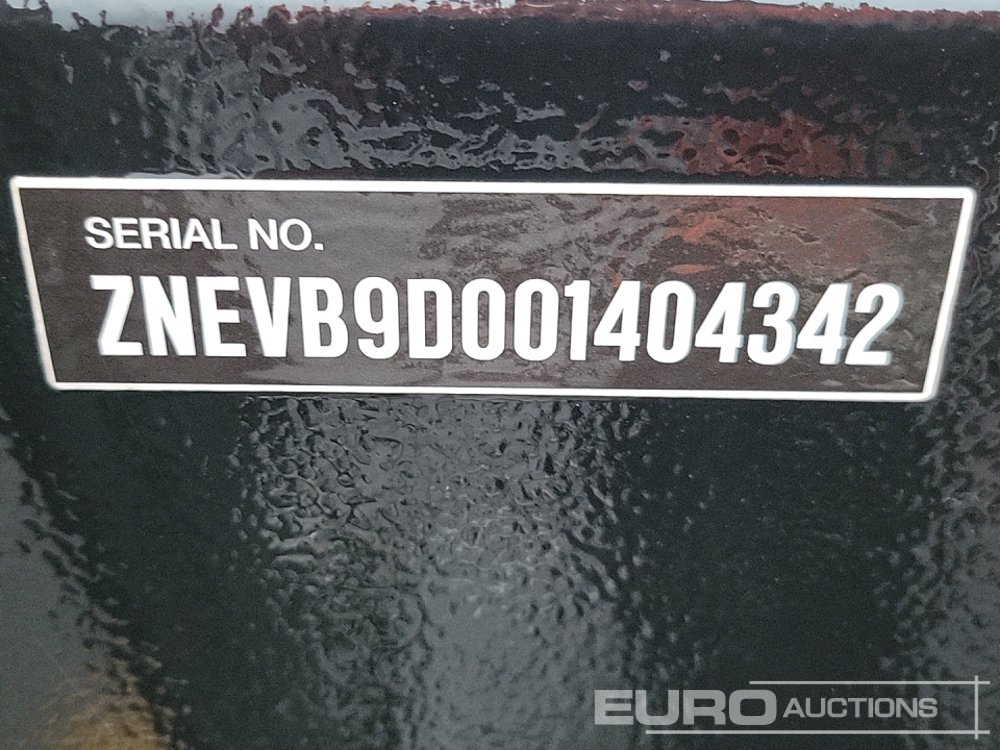 SERIAL NO.
ZNEVB9D001404342
EURO AUCTIONS